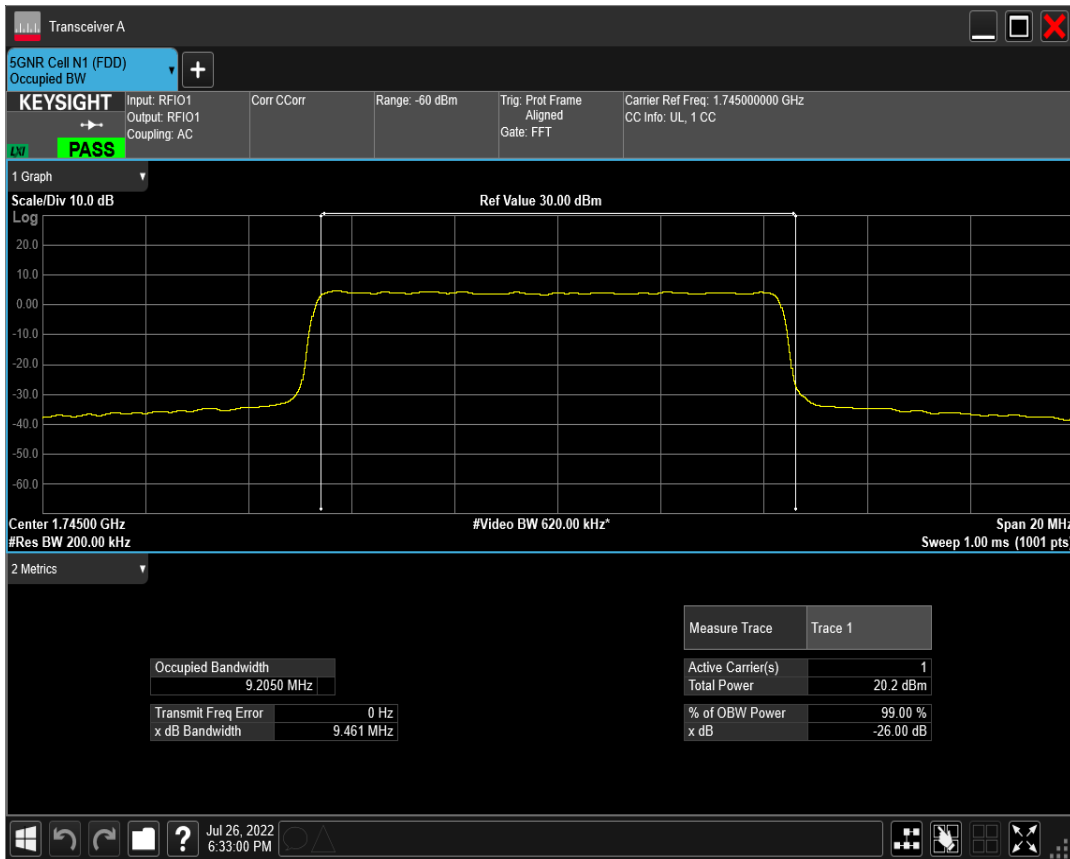 Transceiver A
5GNR Cell N1 (FDD)
Occupied BW
+
KEYSIGHT
LXI
PASS
Input: RFIO1
Output: RFIO1
Coupling: AC
Corr CCorr
Range: -60 dBm
Trig: Prot Frame
Aligned
Gate: FFT
Carrier Ref Freq: 1.745000000 GHz
CC Info: UL, 1 CC
1 Graph
Scale/Div 10.0 dB
Ref Value 30.00 dBm
Log
20.0
10.0
0.00
-10.0
-20.0
-30.0
-40.0
-50.0
-60.0
Center 1.74500 GHz
#Video BW 620.00 kHz*
Span 20 MHz
#Res BW 200.00 kHz
Sweep 1.00 ms (1001 pts)
2 Metrics
Measure Trace Trace 1
Occupied Bandwidth
9.2050 MHz
Active Carrier(s) 1
Total Power 20.2 dBm
Transmit Freq Error 0 Hz
x dB Bandwidth 9.461 MHz
% of OBW Power 99.00 %
x dB -26.00 dB
?
Jul 26, 2022
6:33:00 PM